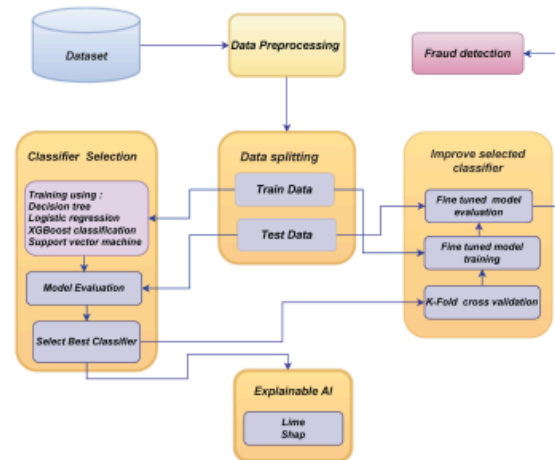 Dataset
Data Preprocessing
Fraud detection
Classifier Selection
Training using :
Decision tree
Logistic regression
XGBoost classification
Support vector machine
Model Evaluation
Select Best Classifier
Data splitting
Train Data
Test Data
Improve selected
classifier
Fine tuned model
evaluation
Fine tuned model
training
K-Fold cross validation
Explainable AI
Lime
Shap